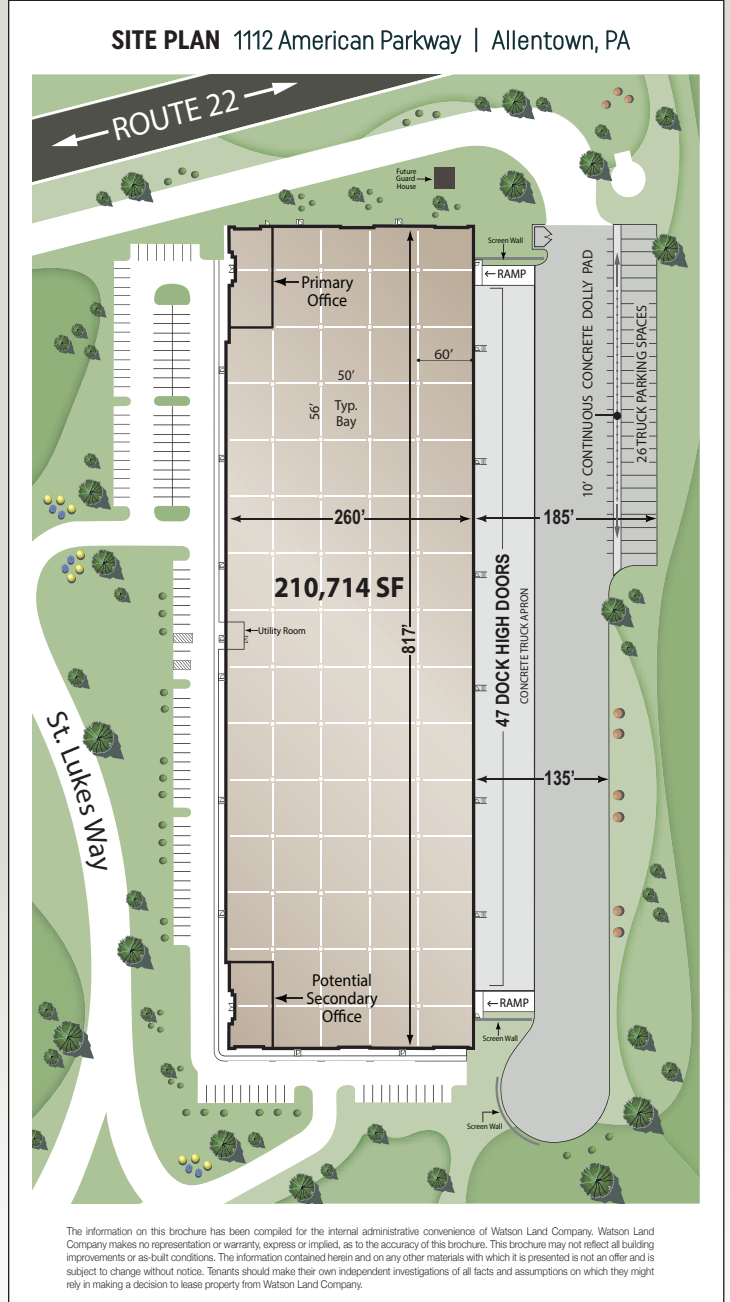 SITE PLAN 1112 American Parkway | Allentown, PA
ROUTE 22
Future
Guard
House
Screen Wall
← RAMP
Primary
Office
10’ CONTINUOUS CONCRETE DOLLY PAD
26 TRUCK PARKING SPACES
60’
50’
56’
Typ.
Bay
260’
185’
210,714 SF
817’
47 DOCK HIGH DOORS
CONCRETE TRUCK APRON
Utility Room
St. Lukes Way
135’
Potential
Secondary
Office
← RAMP
Screen Wall
Screen Wall
The information on this brochure has been compiled for the internal administrative convenience of Watson Land Company. Watson Land
Company makes no representation or warranty, express or implied, as to the accuracy of this brochure. This brochure may not reflect all building
improvements or as-built conditions. The information contained herein and on any other materials with which it is presented is not an offer and is
subject to change without notice. Tenants should make their own independent investigations of all facts and assumptions on which they might
rely in making a decision to lease property from Watson Land Company.